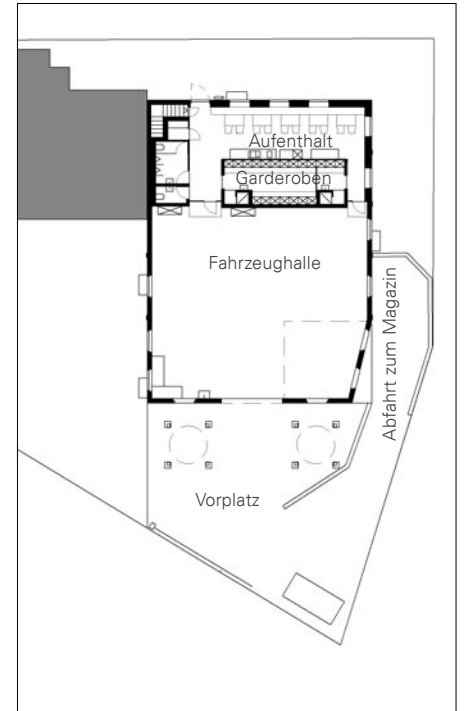 Aufenthalt
Garderoben
Fahrzeughalle
Abfahrt zum Magazin
Vorplatz